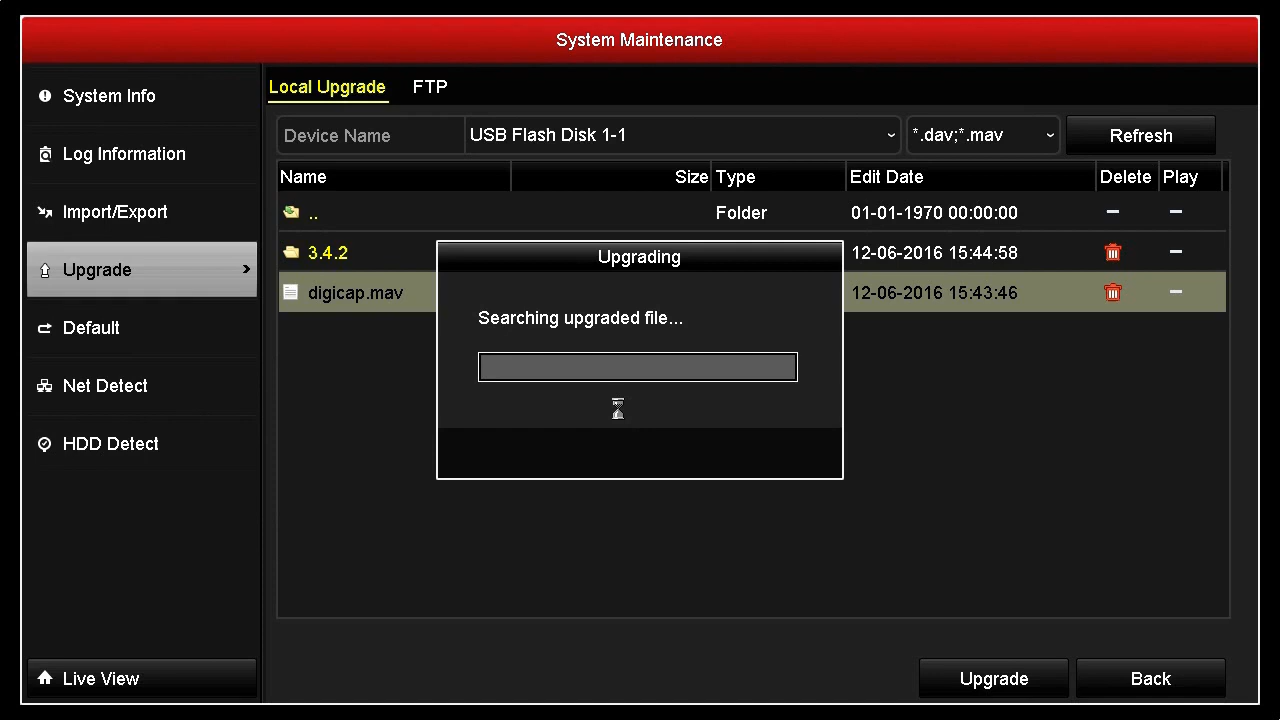 System Maintenance
System Info
Log Information
Import/Export
Upgrade
Default
Net Detect
HDD Detect
Live View
Local Upgrade FTP
Device Name USB Flash Disk 1-1 *.dav;*.mav Refresh
Name Size Type Edit Date Delete Play
.. Folder 01-01-1970 00:00:00 — —
3.4.2 12-06-2016 15:44:58 —
digicap.mav 12-06-2016 15:43:46 —
Upgrading
Searching upgraded file...
Upgrade Back